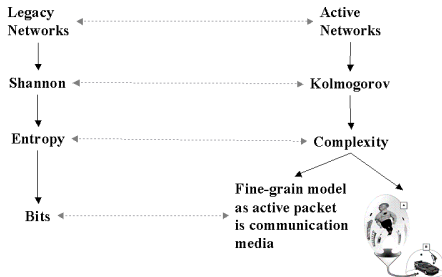 Legacy
Networks
Active
Networks
Shannon
Kolmogorov
Entropy
Complexity
Bits
Fine-grain model
as active packet
is communication
media